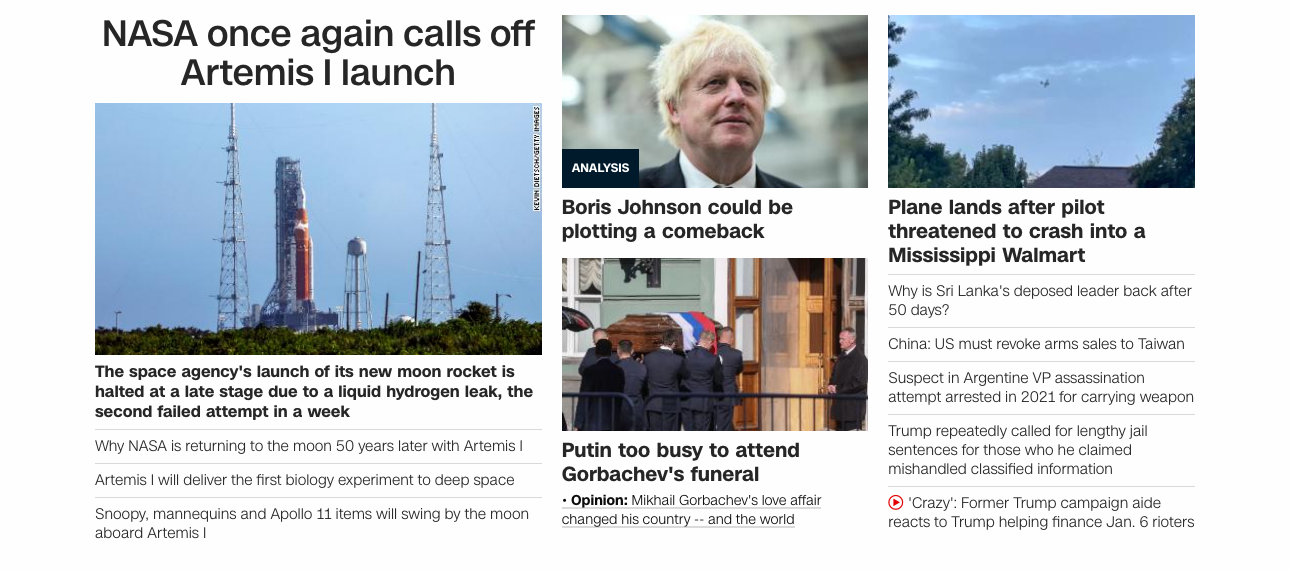 NASA once again calls off
Artemis I launch
KEVIN DIETSCH/GETTY IMAGES
The space agency's launch of its new moon rocket is
halted at a late stage due to a liquid hydrogen leak, the
second failed attempt in a week
Why NASA is returning to the moon 50 years later with Artemis I
Artemis I will deliver the first biology experiment to deep space
Snoopy, mannequins and Apollo 11 items will swing by the moon
aboard Artemis I
ANALYSIS
Boris Johnson could be
plotting a comeback
Putin too busy to attend
Gorbachev's funeral
• Opinion: Mikhail Gorbachev's love affair
changed his country -- and the world
Plane lands after pilot
threatened to crash into a
Mississippi Walmart
Why is Sri Lanka's deposed leader back after
50 days?
China: US must revoke arms sales to Taiwan
Suspect in Argentine VP assassination
attempt arrested in 2021 for carrying weapon
Trump repeatedly called for lengthy jail
sentences for those who he claimed
mishandled classified information
'Crazy': Former Trump campaign aide
reacts to Trump helping finance Jan. 6 rioters